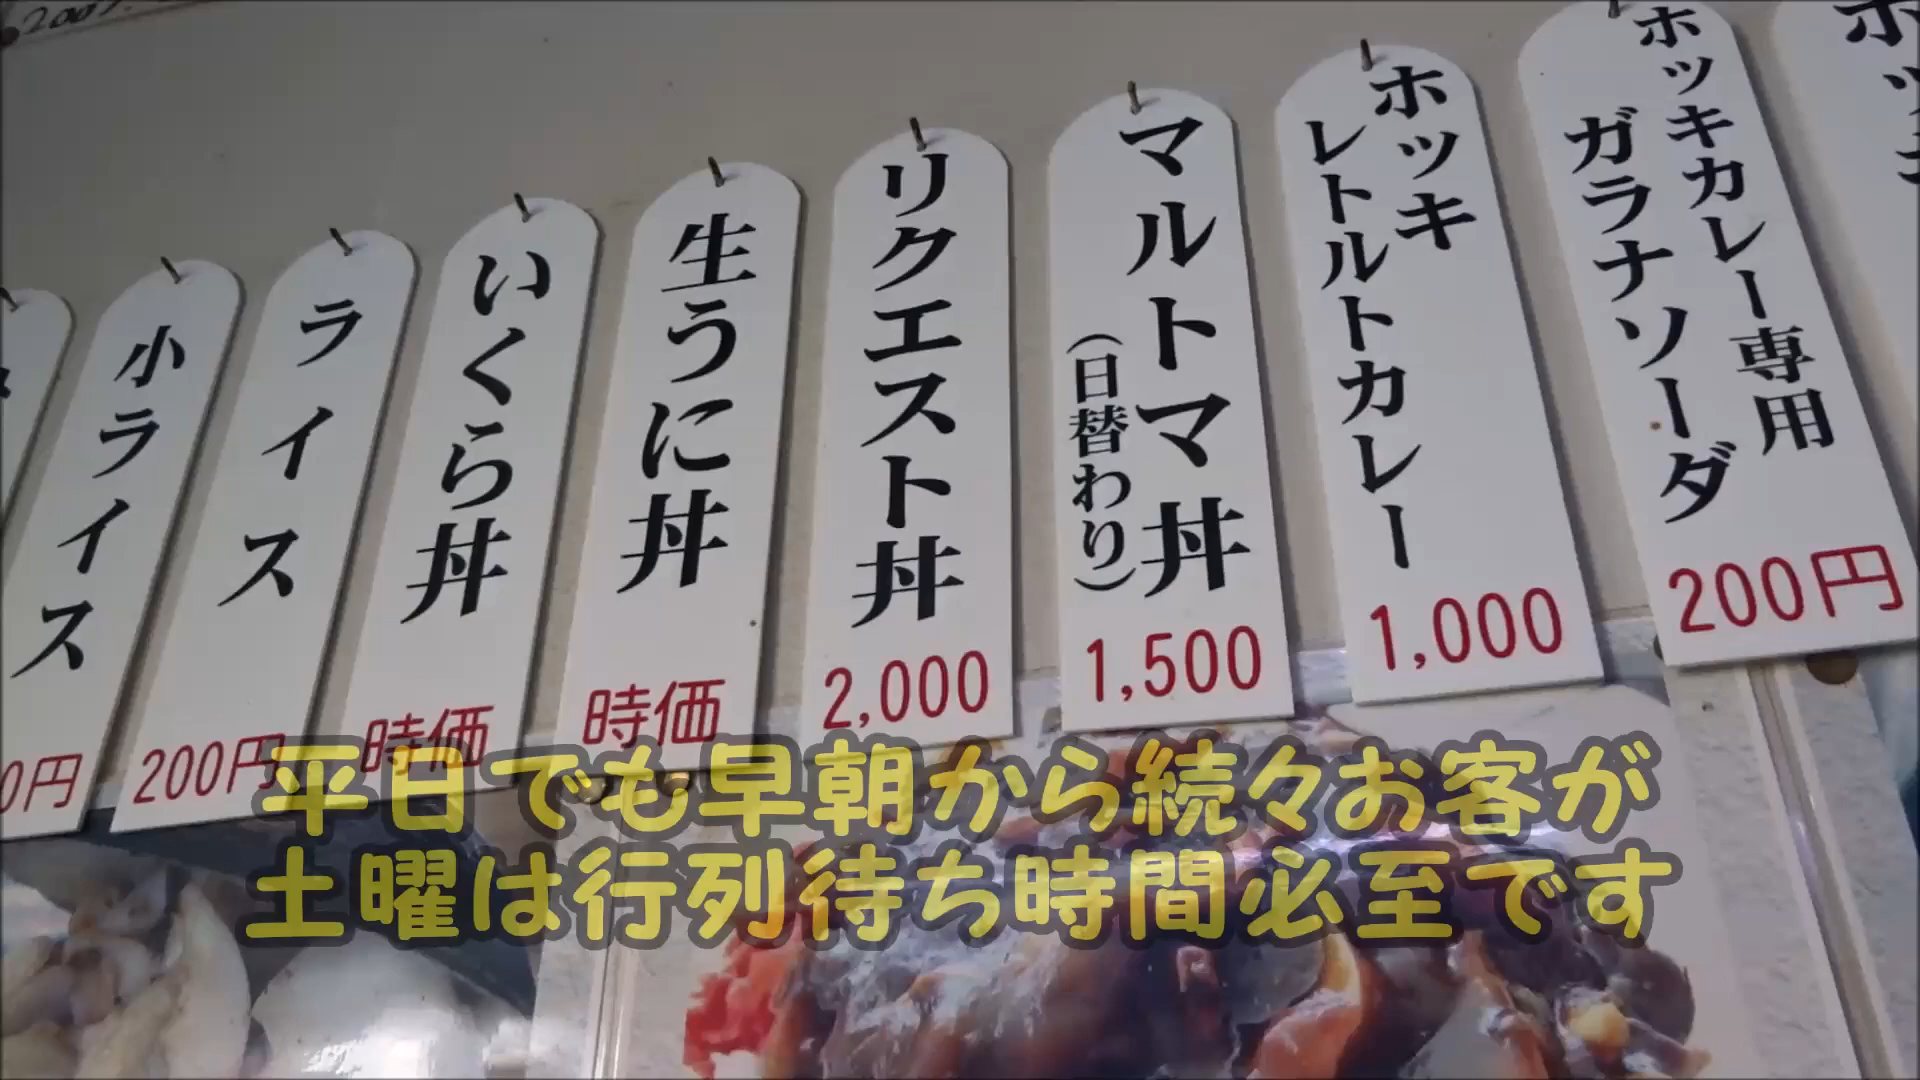 ホッキカレー専用
ガラナソーダ
200円
ホッキ
レトルトカレー
1,000
マルトマ丼
(日替わり)
1,500
リクエスト丼
2,000
生うに丼
時価
いくら丼
時価
ライス
200円
小ライス
平日でも早朝から続々お客が
土曜は行列待ち時間必至です